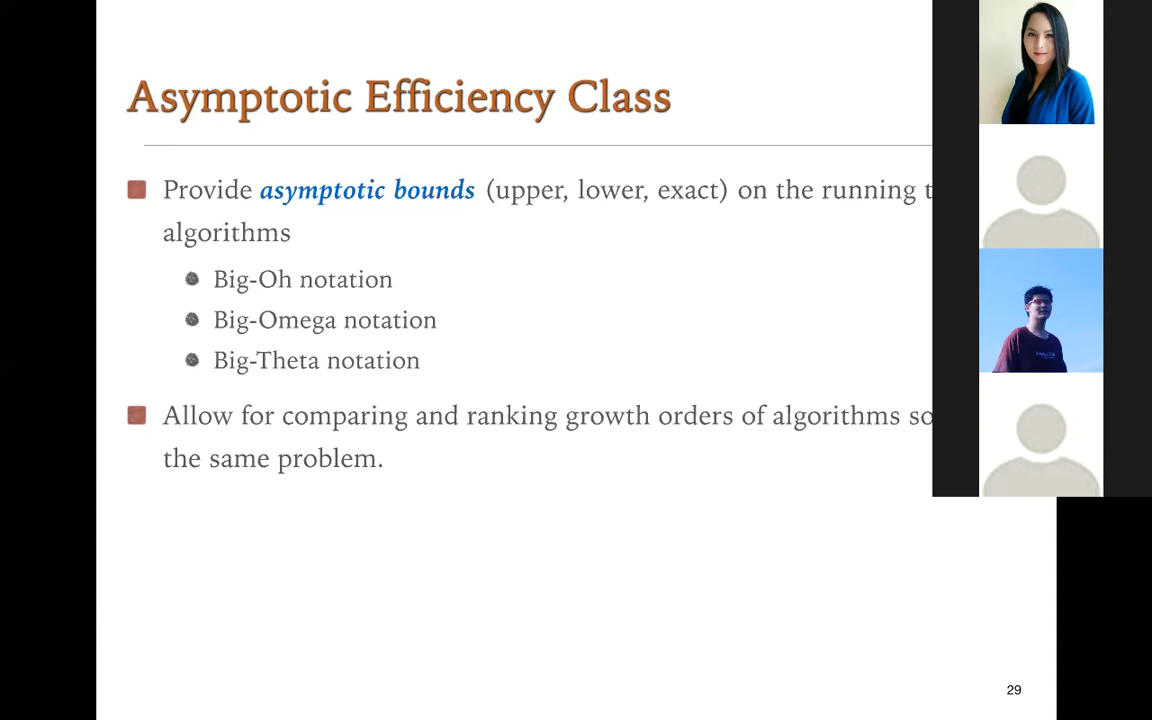 Asymptotic Efficiency Class
Provide asymptotic bounds (upper, lower, exact) on the running
algorithms
Big-Oh notation
Big-Omega notation
Big-Theta notation
Allow for comparing and ranking growth orders of algorithms
the same problem.
29